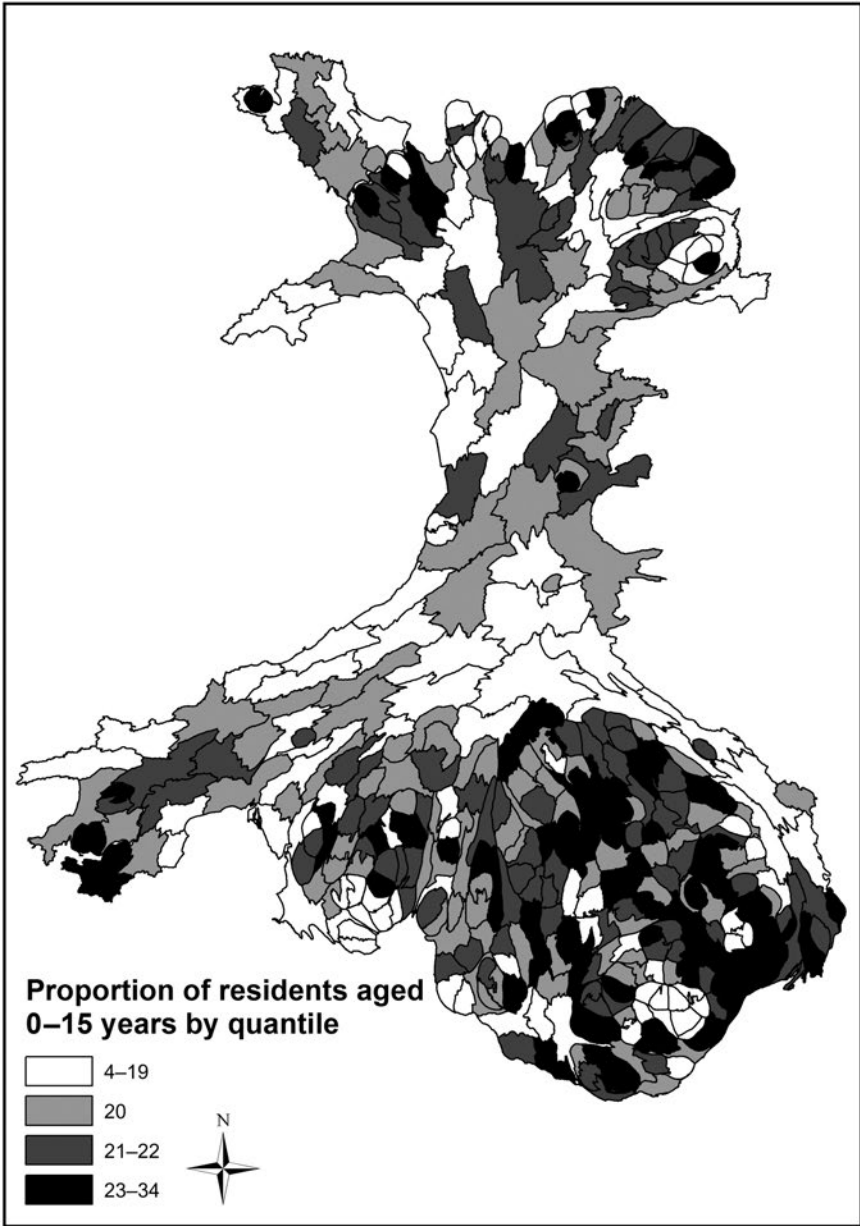 Proportion of residents aged
0–15 years by quantile
4–19
20
21–22
23–34
N